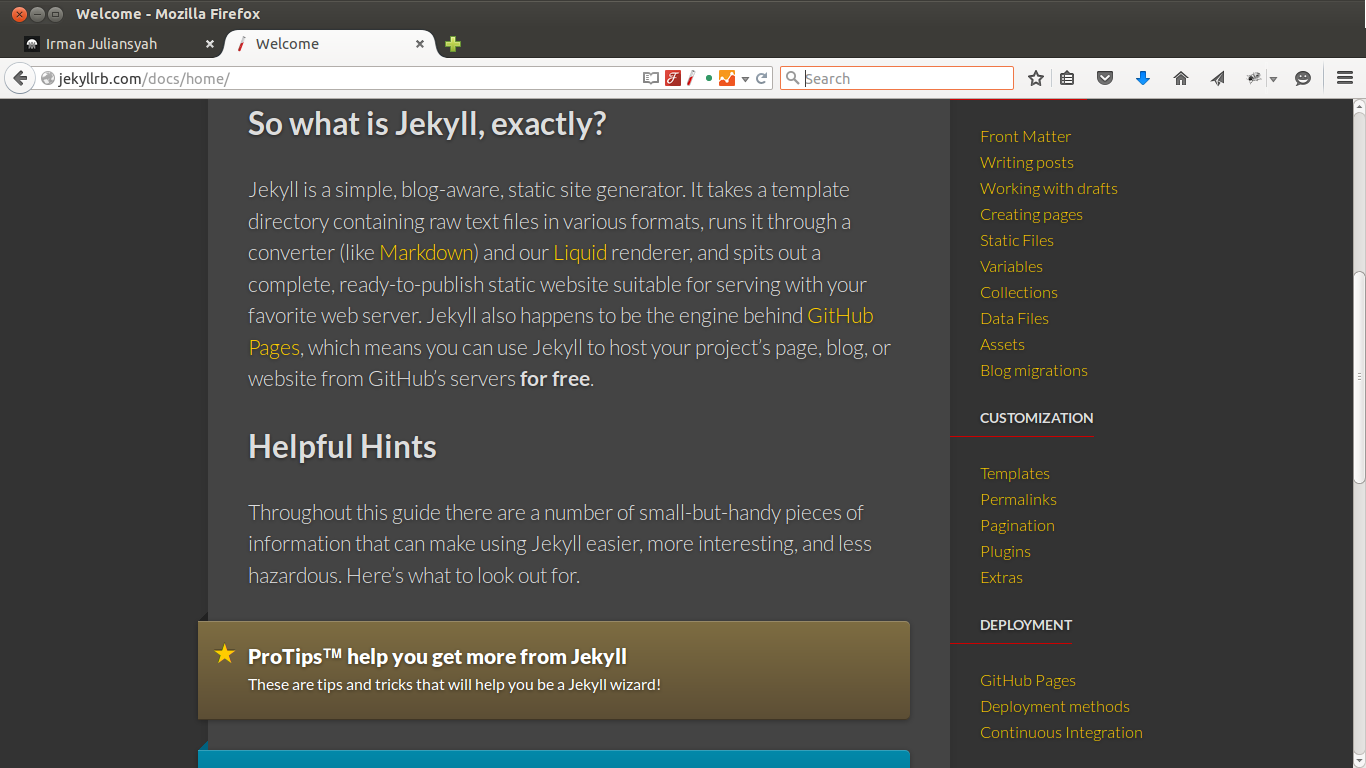 Welcome - Mozilla Firefox
Irman Juliansyah
Welcome
jekyllrb.com/docs/home/
Search
So what is Jekyll, exactly?
Jekyll is a simple, blog-aware, static site generator. It takes a template
directory containing raw text files in various formats, runs it through a
converter (like Markdown) and our Liquid renderer, and spits out a
complete, ready-to-publish static website suitable for serving with your
favorite web server. Jekyll also happens to be the engine behind GitHub
Pages, which means you can use Jekyll to host your project’s page, blog, or
website from GitHub’s servers for free.
Helpful Hints
Throughout this guide there are a number of small-but-handy pieces of
information that can make using Jekyll easier, more interesting, and less
hazardous. Here’s what to look out for.
ProTips™ help you get more from Jekyll
These are tips and tricks that will help you be a Jekyll wizard!
Front Matter
Writing posts
Working with drafts
Creating pages
Static Files
Variables
Collections
Data Files
Assets
Blog migrations
CUSTOMIZATION
Templates
Permalinks
Pagination
Plugins
Extras
DEPLOYMENT
GitHub Pages
Deployment methods
Continuous Integration